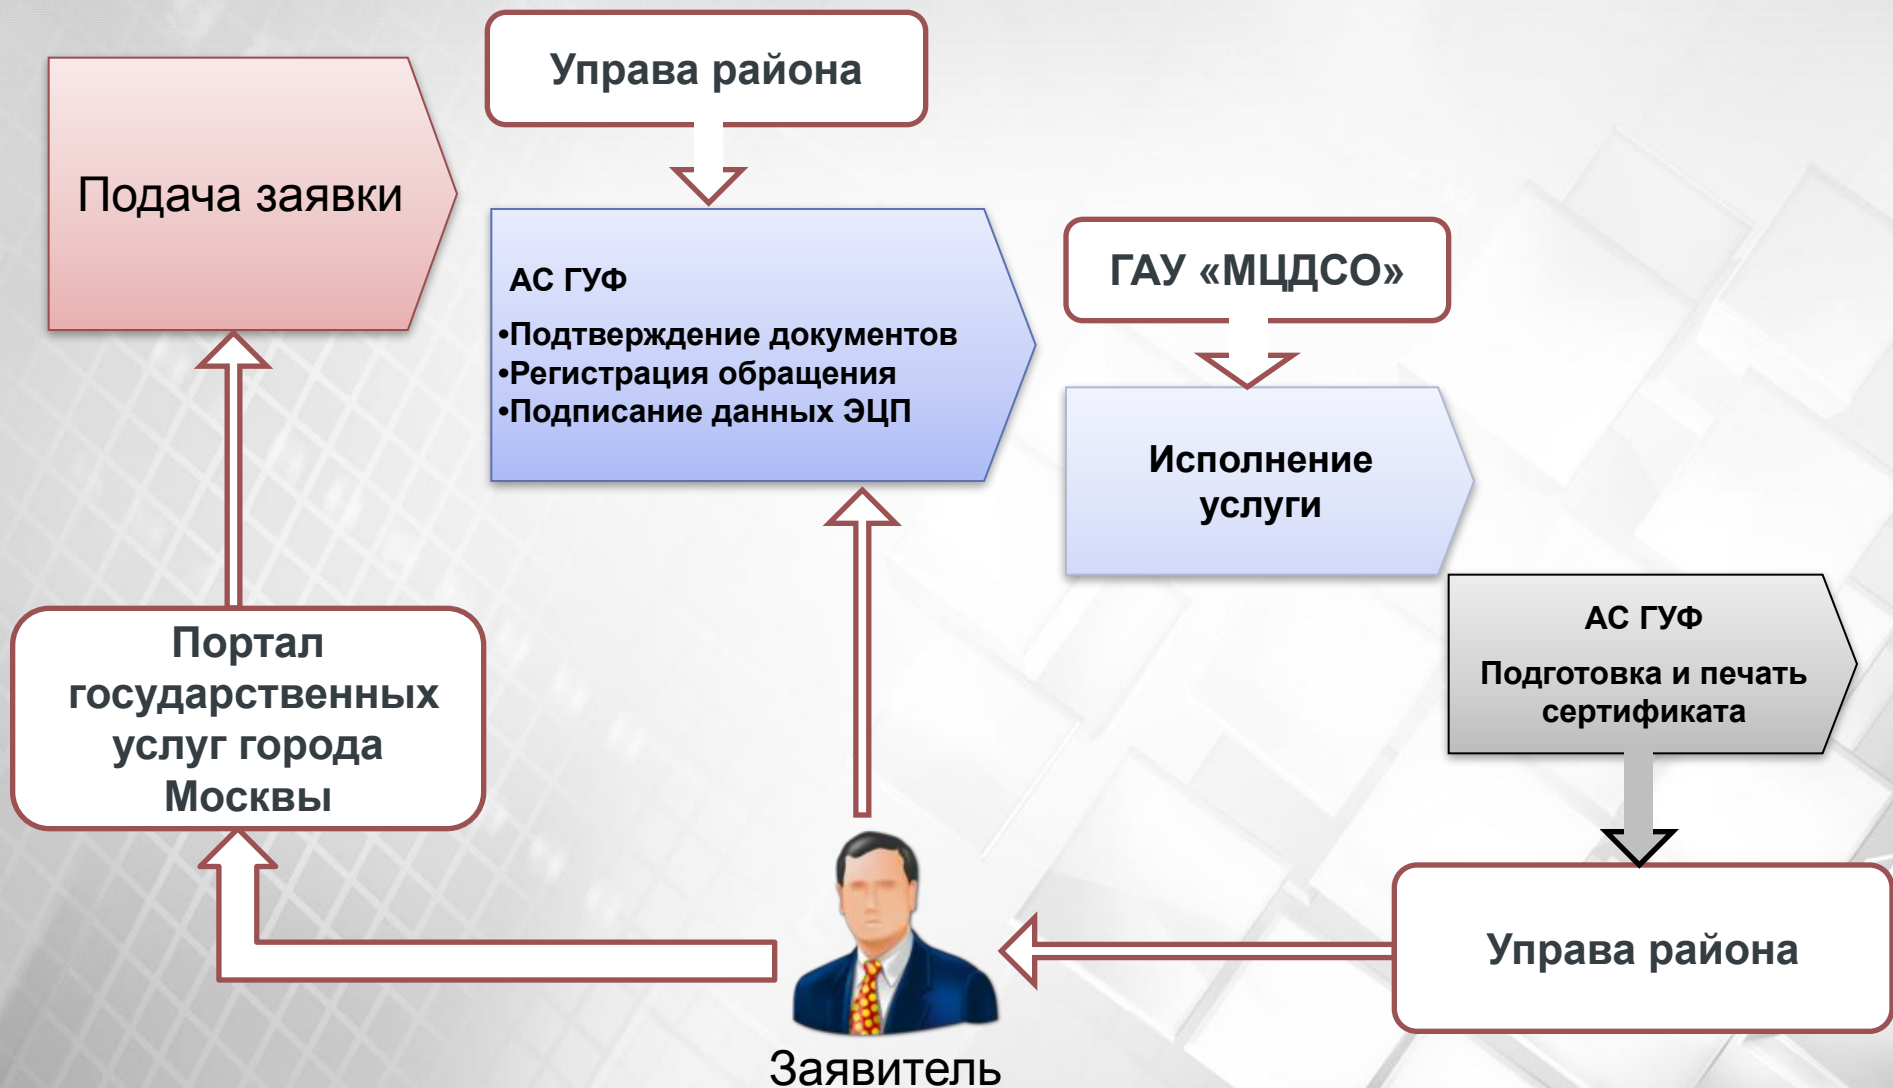 Управа района
Подача заявки
АС ГУФ
•Подтверждение документов
•Регистрация обращения
•Подписание данных ЭЦП
ГАУ «МЦДСО»
Исполнение
услуги
АС ГУФ
Подготовка и печать
сертификата
Портал
государственных
услуг города
Москвы
Управа района
Заявитель